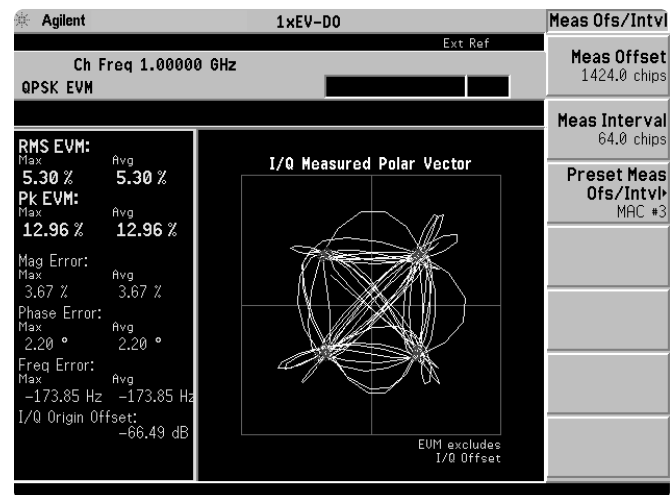 Agilent
1xEV-DO
Meas Ofs/Intvl
Ext Ref
Ch Freq 1.00000 GHz
QPSK EVM
Meas Offset
1424.0 chips
Meas Interval
64.0 chips
Preset Meas
Ofs/Intvl
MAC #3
RMS EVM:
Max Avg
5.30 % 5.30 %
Pk EVM:
Max Avg
12.96 % 12.96 %
Mag Error:
Max Avg
3.67 % 3.67 %
Phase Error:
Max Avg
2.20 ° 2.20 °
Freq Error:
Max Avg
-173.85 Hz -173.85 Hz
I/Q Origin Offset:
-66.49 dB
I/Q Measured Polar Vector
EVM excludes
I/Q Offset